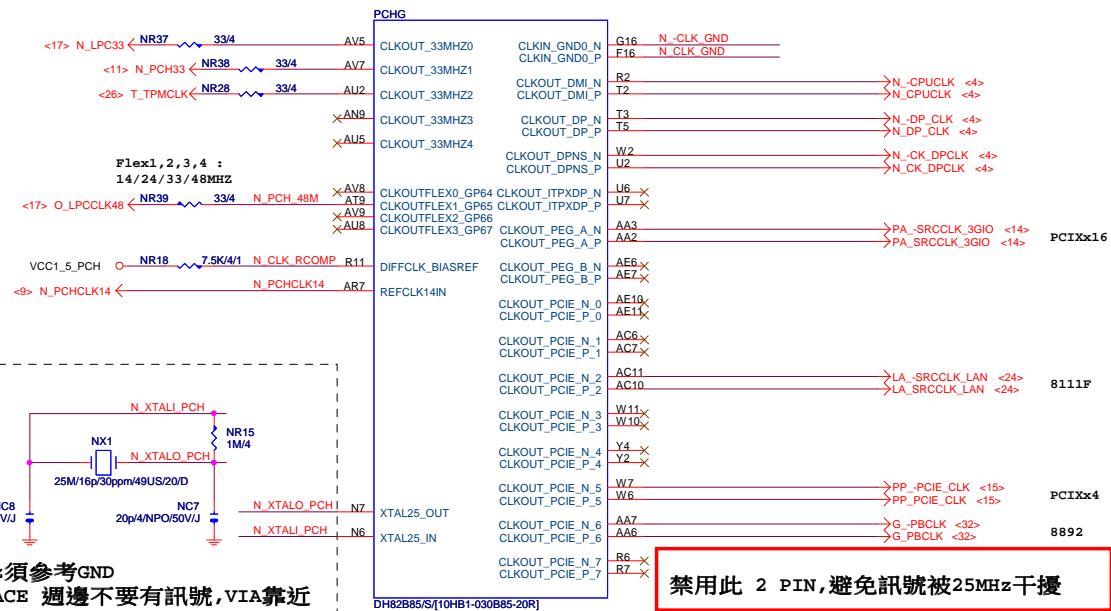 PCHG
<17> N_LPC33 NR37 33/4 AV5 CLKOUT_33MHZ0
<11> N_PCH33 NR38 33/4 AV7 CLKOUT_33MHZ1
<26> T_TPMCLK NR28 33/4 AU2 CLKOUT_33MHZ2
AN9 CLKOUT_33MHZ3
AU5 CLKOUT_33MHZ4
Flex1,2,3,4 :
14/24/33/48MHZ
AV8 CLKOUTFLEX0_GP64
<17> O_LPCCLK48 NR39 33/4 N_PCH_48M AT9 CLKOUTFLEX1_GP65
AV9 CLKOUTFLEX2_GP66
AU8 CLKOUTFLEX3_GP67
VCC1_5_PCH NR18 7.5K/4/1 N_CLK_RCOMP R11 DIFFCLK_BIASREF
<9> N_PCHCLK14 N_PCHCLK14 AR7 REFCLK14IN
N_XTALI_PCH
NR15
1M/4
NX1
N_XTALO_PCH
25M/16p/30ppm/49US/20/D
NC8
V/J
NC7
20p/4/NPO/50V/J
N_XTALO_PCH N7 XTAL25_OUT
N_XTALI_PCH N6 XTAL25_IN
須參考GND
ACE 週邊不要有訊號,VIA靠近
CLKIN_GND0_N G16 N_-CLK_GND
CLKIN_GND0_P F16 N_CLK_GND
CLKOUT_DMI_N R2 N_-CPUCLK <4>
CLKOUT_DMI_P T2 N_CPUCLK <4>
CLKOUT_DP_N T3 N_-DP_CLK <4>
CLKOUT_DP_P T5 N_DP_CLK <4>
CLKOUT_DPNS_N W2 N_-CK_DPCLK <4>
CLKOUT_DPNS_P U2 N_CK_DPCLK <4>
CLKOUT_ITPXDP_N U6
CLKOUT_ITPXDP_P U7
CLKOUT_PEG_A_N AA3 PA_-SRCCLK_3GIO <14>
CLKOUT_PEG_A_P AA2 PA_SRCCLK_3GIO <14>
PCIXx16
CLKOUT_PEG_B_N AE6
CLKOUT_PEG_B_P AE7
CLKOUT_PCIE_N_0 AE10
CLKOUT_PCIE_P_0 AE11
CLKOUT_PCIE_N_1 AC6
CLKOUT_PCIE_P_1 AC7
CLKOUT_PCIE_N_2 AC11 LA_-SRCCLK_LAN <24>
CLKOUT_PCIE_P_2 AC10 LA_SRCCLK_LAN <24>
8111F
CLKOUT_PCIE_N_3 W11
CLKOUT_PCIE_P_3 W10
CLKOUT_PCIE_N_4 Y4
CLKOUT_PCIE_P_4 Y2
CLKOUT_PCIE_N_5 W7 PP_-PCIE_CLK <15>
CLKOUT_PCIE_P_5 W6 PP_PCIE_CLK <15>
PCIXx4
CLKOUT_PCIE_N_6 AA7 G_-PBCLK <32>
CLKOUT_PCIE_P_6 AA6 G_PBCLK <32>
8892
CLKOUT_PCIE_N_7 R6
CLKOUT_PCIE_P_7 R7
禁用此 2 PIN,避免訊號被25MHz干擾
DH82B85/S/[10HB1-030B85-20R]